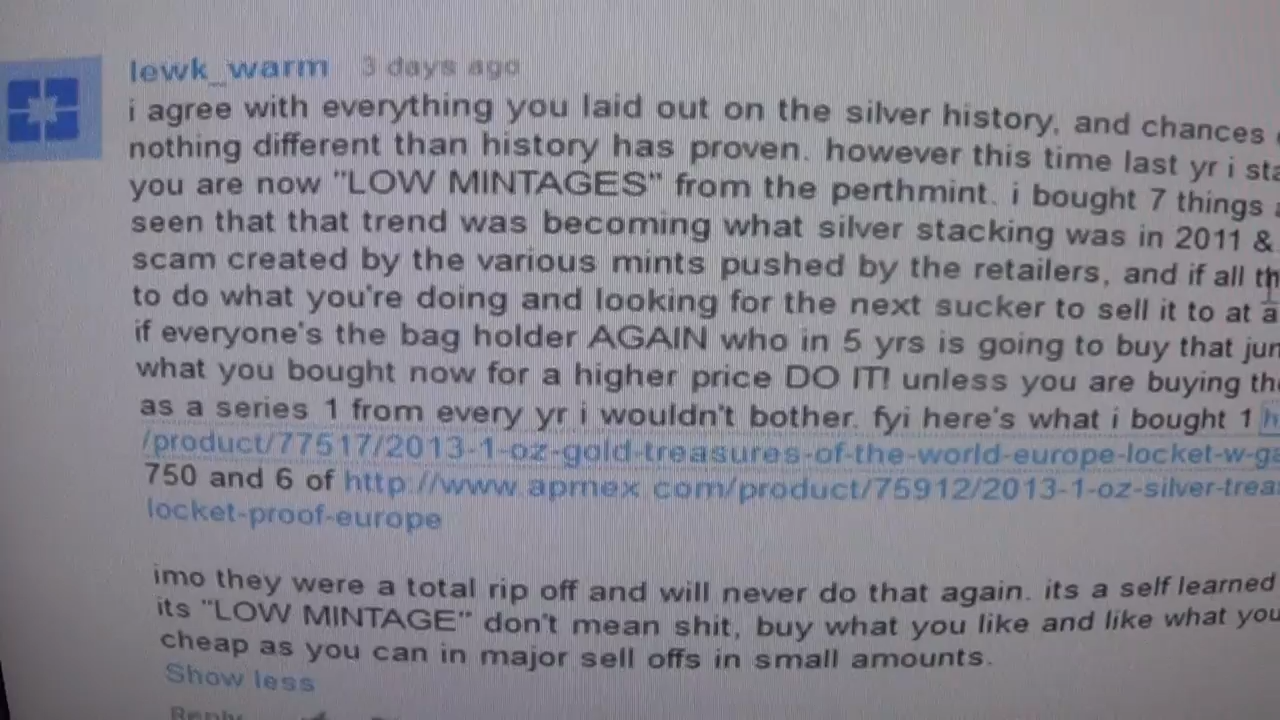 lewk_warm 3 days ago
i agree with everything you laid out on the silver history, and chances
nothing different than history has proven. however this time last yr i sta
you are now "LOW MINTAGES" from the perthmint. i bought 7 things
seen that that trend was becoming what silver stacking was in 2011 &
scam created by the various mints pushed by the retailers, and if all th
to do what you're doing and looking for the next sucker to sell it to at a
if everyone's the bag holder AGAIN who in 5 yrs is going to buy that jun
what you bought now for a higher price DO IT! unless you are buying the
as a series 1 from every yr i wouldn't bother. fyi here's what i bought 1 h
/product/77517/2013-1-oz-gold-treasures-of-the-world-europe-locket-w-ga
750 and 6 of http://www.apmex.com/product/75912/2013-1-oz-silver-trea
locket-proof-europe
imo they were a total rip off and will never do that again. its a self learned
its "LOW MINTAGE" don't mean shit, buy what you like and like what you
cheap as you can in major sell offs in small amounts.
Show less
Reply